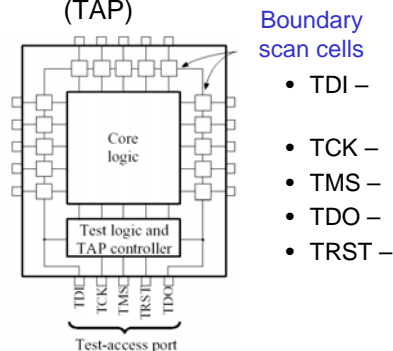 (TAP)
Boundary
scan cells
• TDI –
• TCK –
• TMS –
• TDO –
• TRST –
Core
logic
Test logic and
TAP controller
TDI
TCK
TMS
TRST
TDO
Test-access port